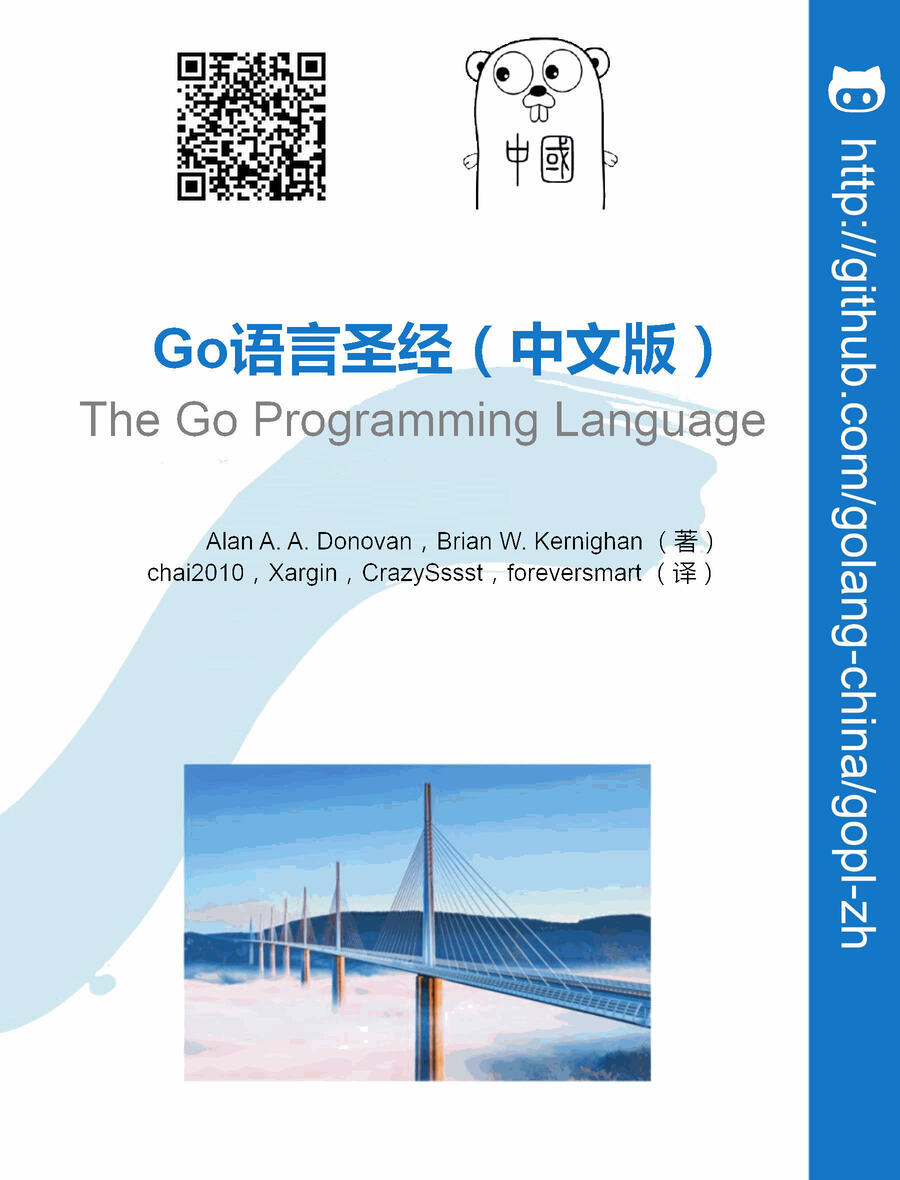 中國
Go语言圣经（中文版）
The Go Programming Language
Alan A. A. Donovan，Brian W. Kernighan （著）
chai2010，Xargin，CrazySssst，foreversmart （译）
http://github.com/golang-china/gopl-zh